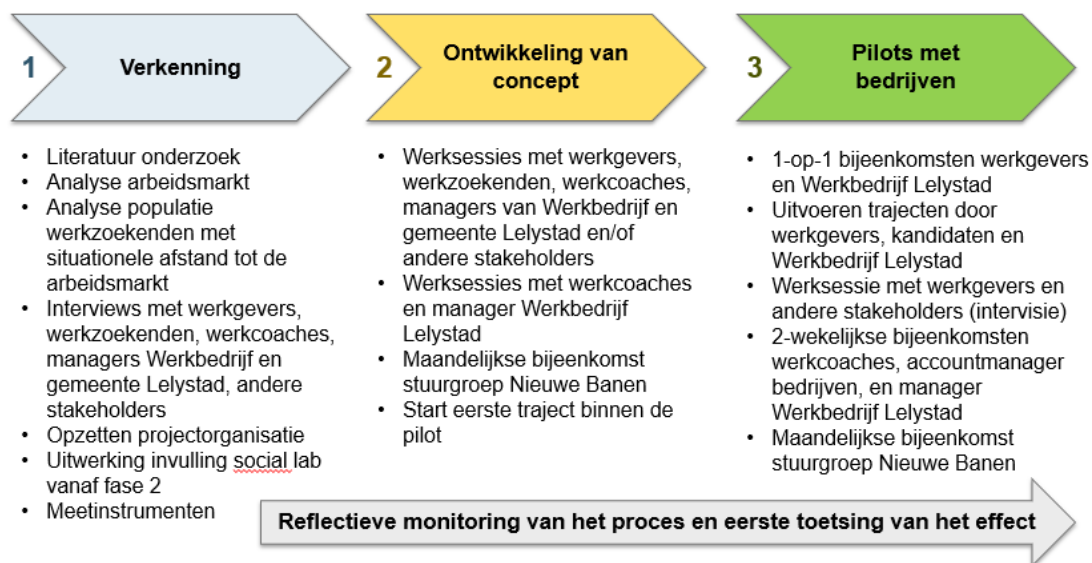 1
Verkenning
• Literatuur onderzoek
• Analyse arbeidsmarkt
• Analyse populatie
werkzoekenden met
situationele afstand tot de
arbeidsmarkt
• Interviews met werkgevers,
werkzoekenden, werkcoaches,
managers Werkbedrijf en
gemeente Lelystad, andere
stakeholders
• Opzetten projectorganisatie
• Uitwerking invulling social lab
vanaf fase 2
• Meetinstrumenten
2
Ontwikkeling van
concept
• Werksessies met werkgevers,
werkzoekenden, werkcoaches,
managers van Werkbedrijf en
gemeente Lelystad en/of
andere stakeholders
• Werksessies met werkcoaches
en manager Werkbedrijf
Lelystad
• Maandelijkse bijeenkomst
stuurgroep Nieuwe Banen
• Start eerste traject binnen de
pilot
3
Pilots met
bedrijven
• 1-op-1 bijeenkomsten werkgevers
en Werkbedrijf Lelystad
• Uitvoeren trajecten door
werkgevers, kandidaten en
Werkbedrijf Lelystad
• Werksessie met werkgevers en
andere stakeholders (intervisie)
• 2-wekelijkse bijeenkomsten
werkcoaches, accountmanager
bedrijven, en manager
Werkbedrijf Lelystad
• Maandelijkse bijeenkomst
stuurgroep Nieuwe Banen
Reflectieve monitoring van het proces en eerste toetsing van het effect